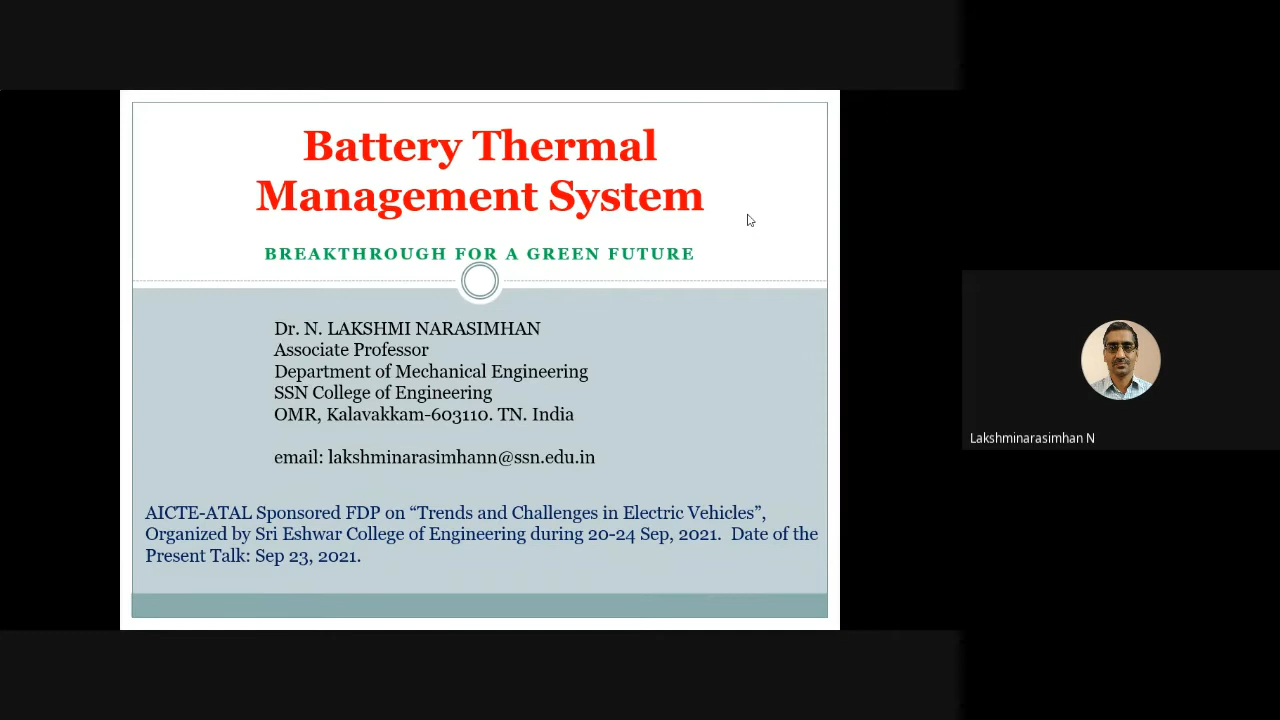 Battery Thermal
Management System
BREAKTHROUGH FOR A GREEN FUTURE
Dr. N. LAKSHMI NARASIMHAN
Associate Professor
Department of Mechanical Engineering
SSN College of Engineering
OMR, Kalavakkam-603110. TN. India
email: lakshminarasimhann@ssn.edu.in
AICTE-ATAL Sponsored FDP on “Trends and Challenges in Electric Vehicles”,
Organized by Sri Eshwar College of Engineering during 20-24 Sep, 2021. Date of the
Present Talk: Sep 23, 2021.
Lakshminarasimhan N